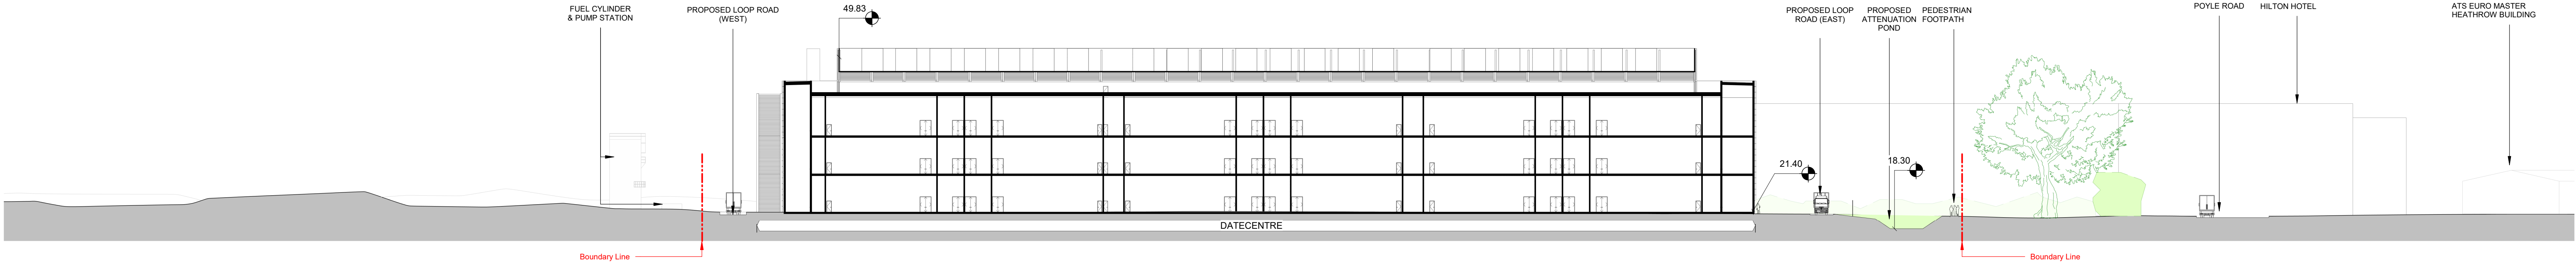 FUEL CYLINDER
& PUMP STATION
PROPOSED LOOP ROAD
(WEST)
49.83
PROPOSED LOOP
ROAD (EAST)
PROPOSED
ATTENUATION
POND
PEDESTRIAN
FOOTPATH
POYLE ROAD
HILTON HOTEL
ATS EURO MASTER
HEATHROW BUILDING
21.40
18.30
DATECENTRE
Boundary Line
Boundary Line